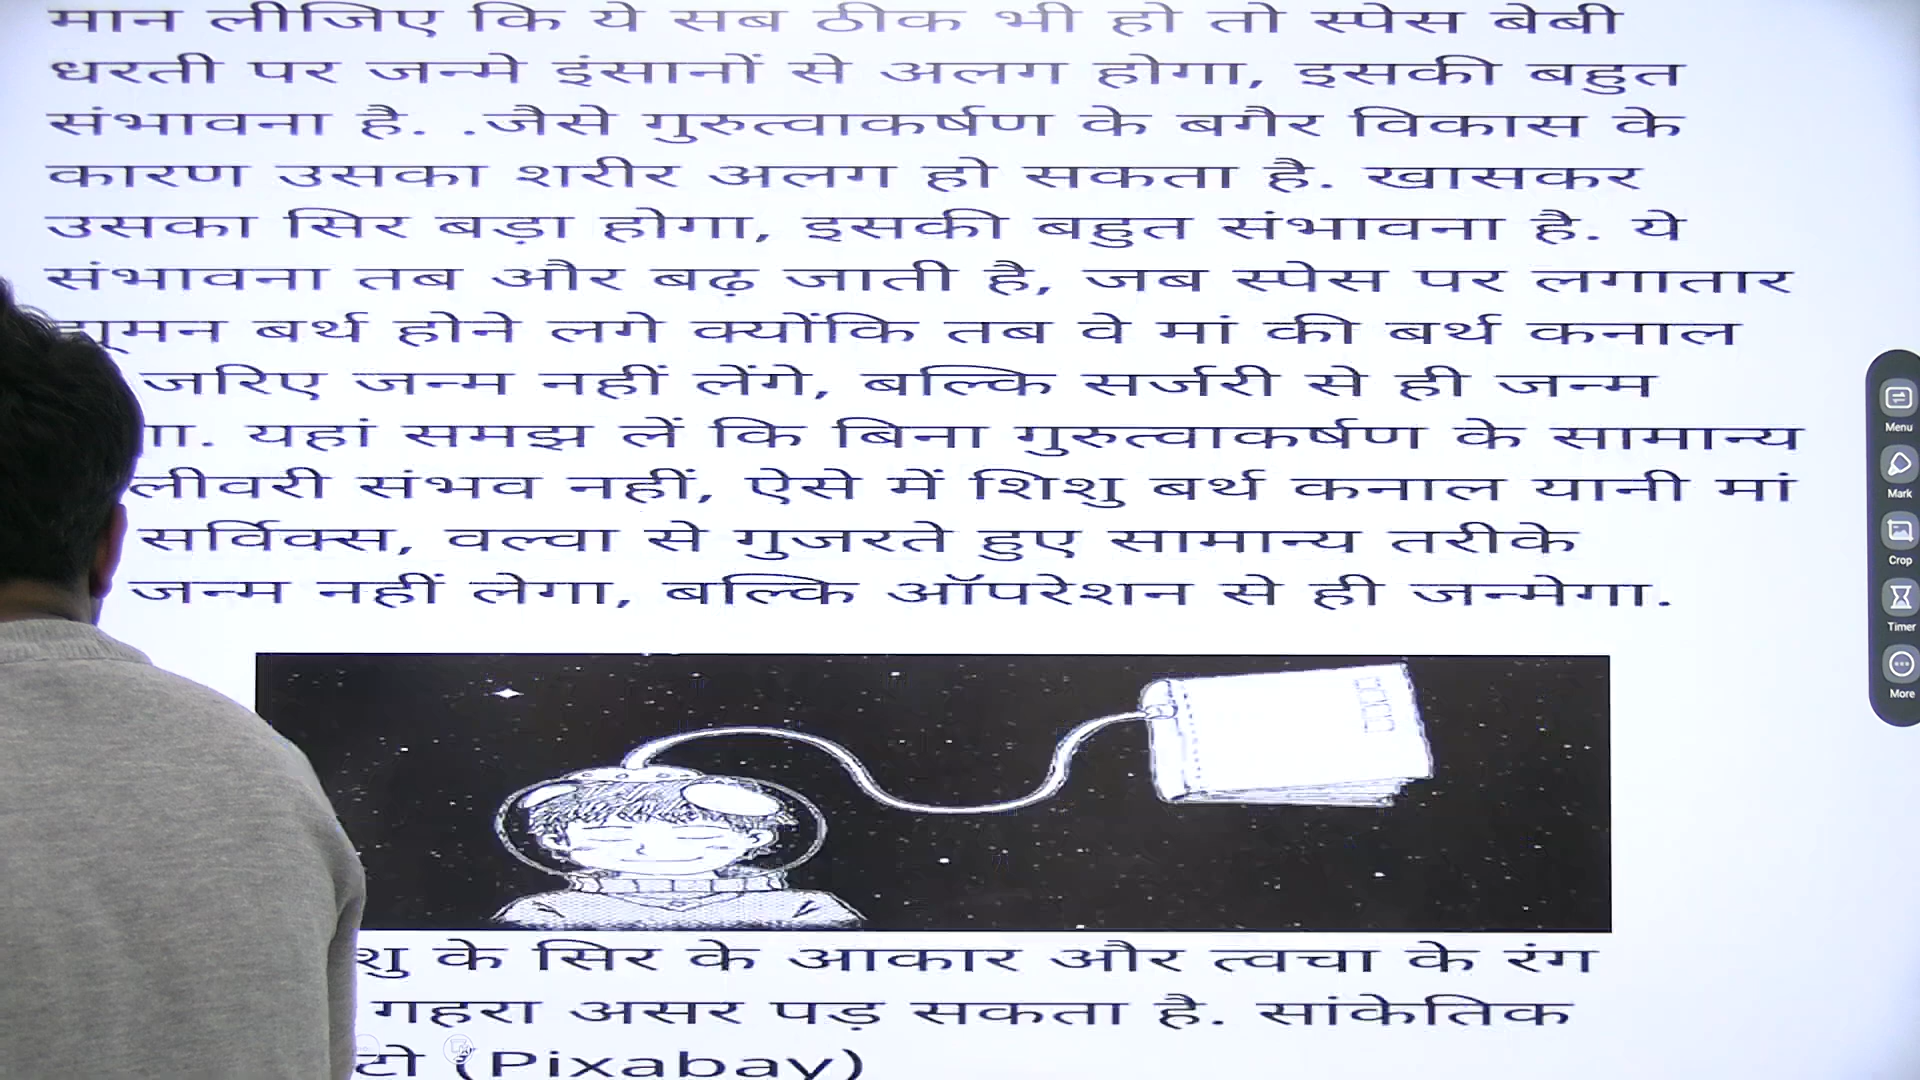 मान लीजिए कि ये सब ठीक भी हो तो स्पेस बेबी
धरती पर जन्मे इंसानों से अलग होगा, इसकी बहुत
संभावना है. .जैसे गुरुत्वाकर्षण के बगैर विकास के
कारण उसका शरीर अलग हो सकता है. खासकर
उसका सिर बड़ा होगा, इसकी बहुत संभावना है. ये
संभावना तब और बढ़ जाती है, जब स्पेस पर लगातार
बर्थ होने लगे क्योंकि तब वे मां की बर्थ कनाल
जरिए जन्म नहीं लेंगे, बल्कि सर्जरी से ही जन्म
यहां समझ लें कि बिना गुरुत्वाकर्षण के सामान्य
संभव नहीं, ऐसे में शिशु बर्थ कनाल यानी मां
सर्विक्स, वल्वा से गुजरते हुए सामान्य तरीके
जन्म नहीं लेगा, बल्कि ऑपरेशन से ही जन्मेगा.
के सिर के आकार और त्वचा के रंग
गहरा असर पड़ सकता है. सांकेतिक
(Pixabay)
Menu
Mark
Crop
Timer
More